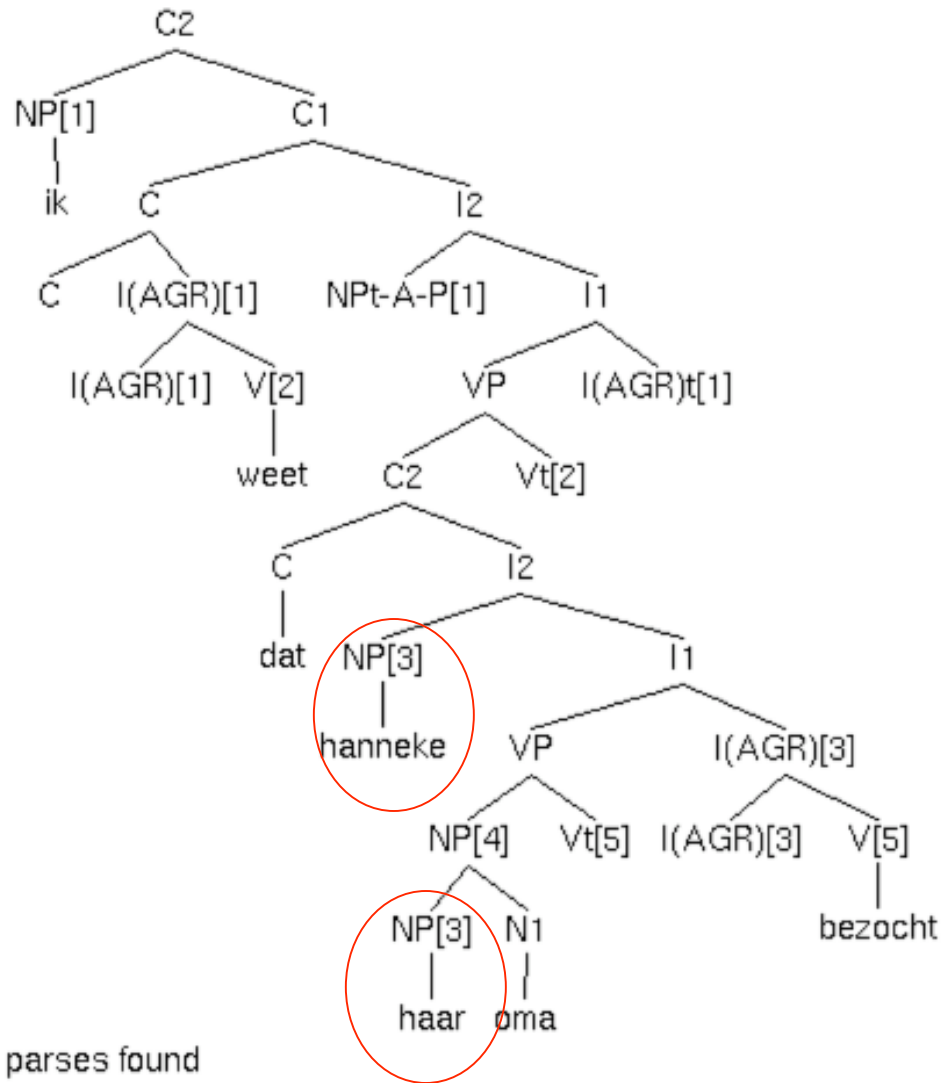 C2
NP[1] C1
ik C I2
C I(AGR)[1] NPt-A-P[1] I1
I(AGR)[1] V[2] VP I(AGR)t[1]
weet C2 Vt[2]
C I2
dat NP[3] I1
hanneke VP I(AGR)[3]
NP[4] Vt[5] I(AGR)[3] V[5]
NP[3] N1 bezocht
haar oma
parses found